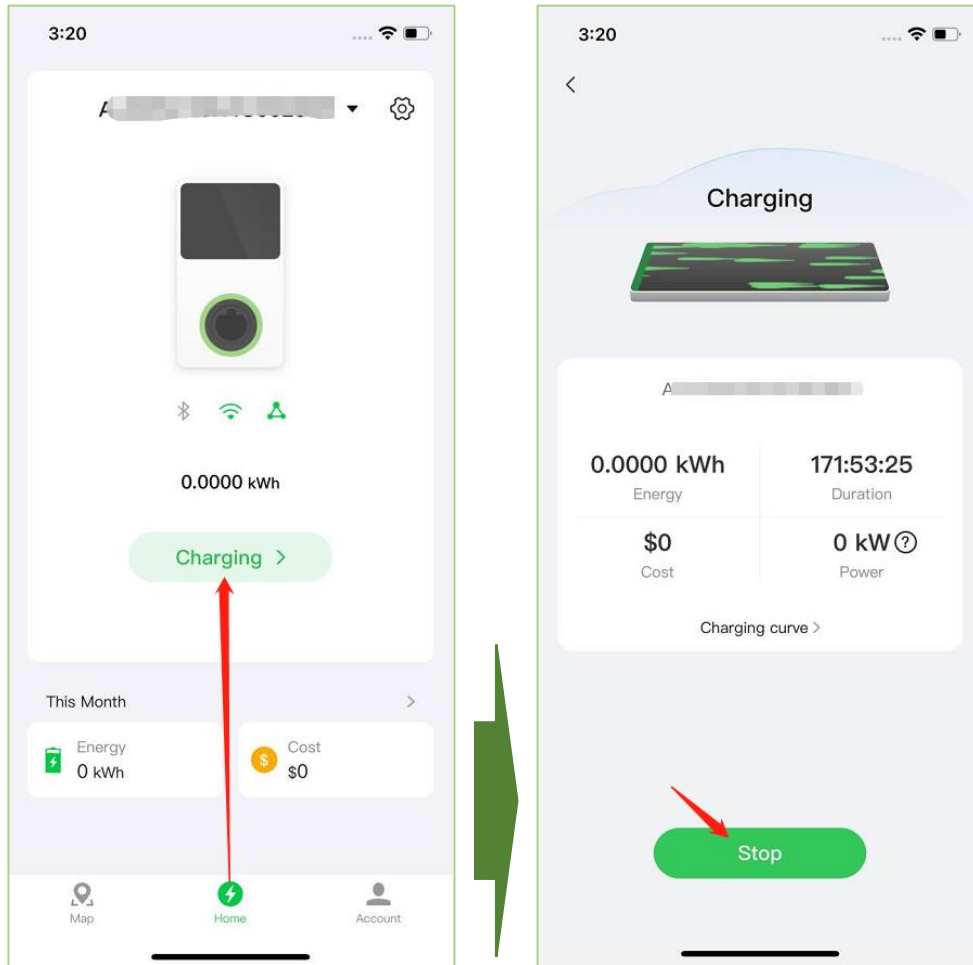 3:20
0.0000 kWh
Charging >
This Month >
Energy
0 kWh
$
Cost
$0
Map
Home
Account
3:20
<
Charging
A
0.0000 kWh
Energy
171:53:25
Duration
$0
Cost
0 kW ?
Power
Charging curve >
Stop